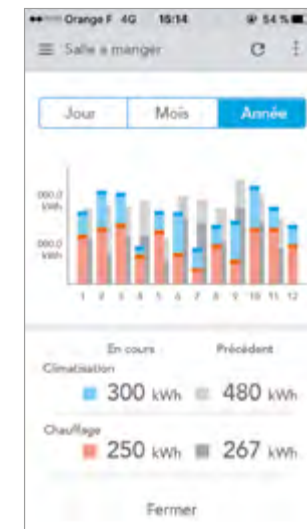 Orange F 4G 16:14 54 %
Salle à manger
Jour Mois Année
kWh
kWh
1 2 3 4 5 6 7 8 9 10 11 12
En cours Précédent
Climatisation
300 kWh 480 kWh
Chauffage
250 kWh 267 kWh
Fermer